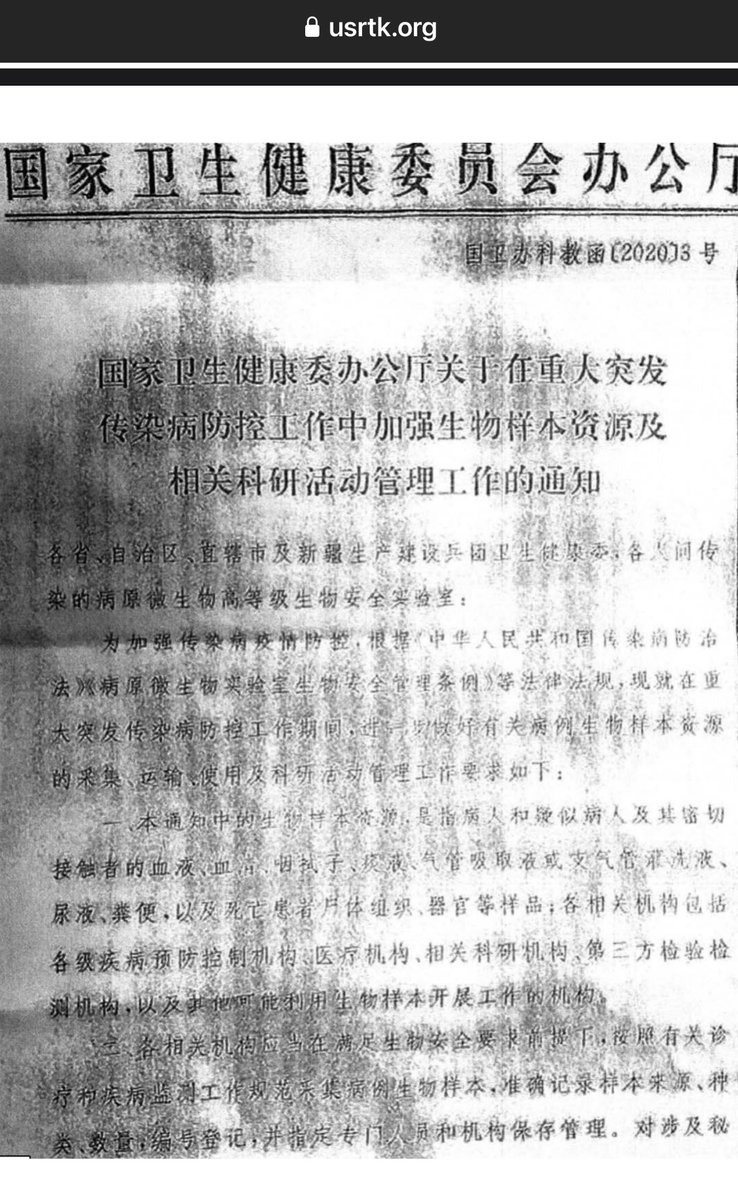 usrtk.org
国家卫生健康委员会办公厅
国卫办科教函〔2020〕3号
国家卫生健康委办公厅关于在重大突发
传染病防控工作中加强生物样本资源及
相关科研活动管理工作的通知
各省、自治区、直辖市及新疆生产建设兵团卫生健康委,各人间传
染的病原微生物高等级生物安全实验室:
为加强传染病疫情防控,根据《中华人民共和国传染病防治
法》《病原微生物实验室生物安全管理条例》等法律法规,现就在重
大突发传染病防控工作期间,进一步做好有关病例生物样本资源
的采集、运输、使用及科研活动管理工作要求如下:
一、本通知中的生物样本资源,是指病人和疑似病人及其密切
接触者的血液、血清、咽拭子、痰液、气管吸取液或支气管灌洗液、
尿液、粪便,以及死亡患者尸体组织、器官等样品;各相关机构包括
各级疾病预防控制机构、医疗机构、相关科研机构、第三方检验检
测机构,以及其他可能利用生物样本开展工作的机构。
二、各相关机构应当在满足生物安全要求前提下,按照有关诊
疗和疾病监测工作规范采集病例生物样本,准确记录样本来源、种
类、数量,编号登记,并指定专门人员和机构保存管理。对涉及秘